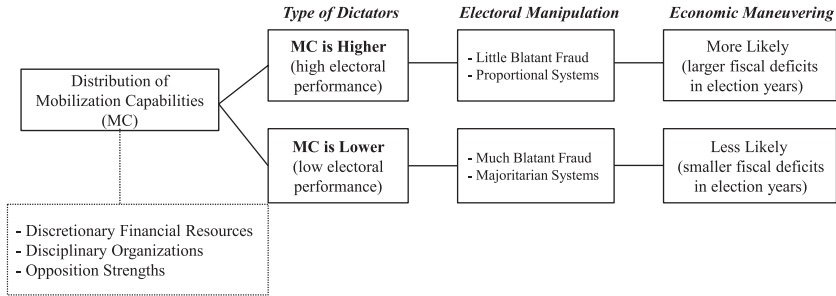 Type of Dictators
Electoral Manipulation
Economic Maneuvering
Distribution of
Mobilization Capabilities
(MC)
MC is Higher
(high electoral
performance)
- Little Blatant Fraud
- Proportional Systems
More Likely
(larger fiscal deficits
in election years)
MC is Lower
(low electoral
performance)
- Much Blatant Fraud
- Majoritarian Systems
Less Likely
(smaller fiscal deficits
in election years)
- Discretionary Financial Resources
- Disciplinary Organizations
- Opposition Strengths